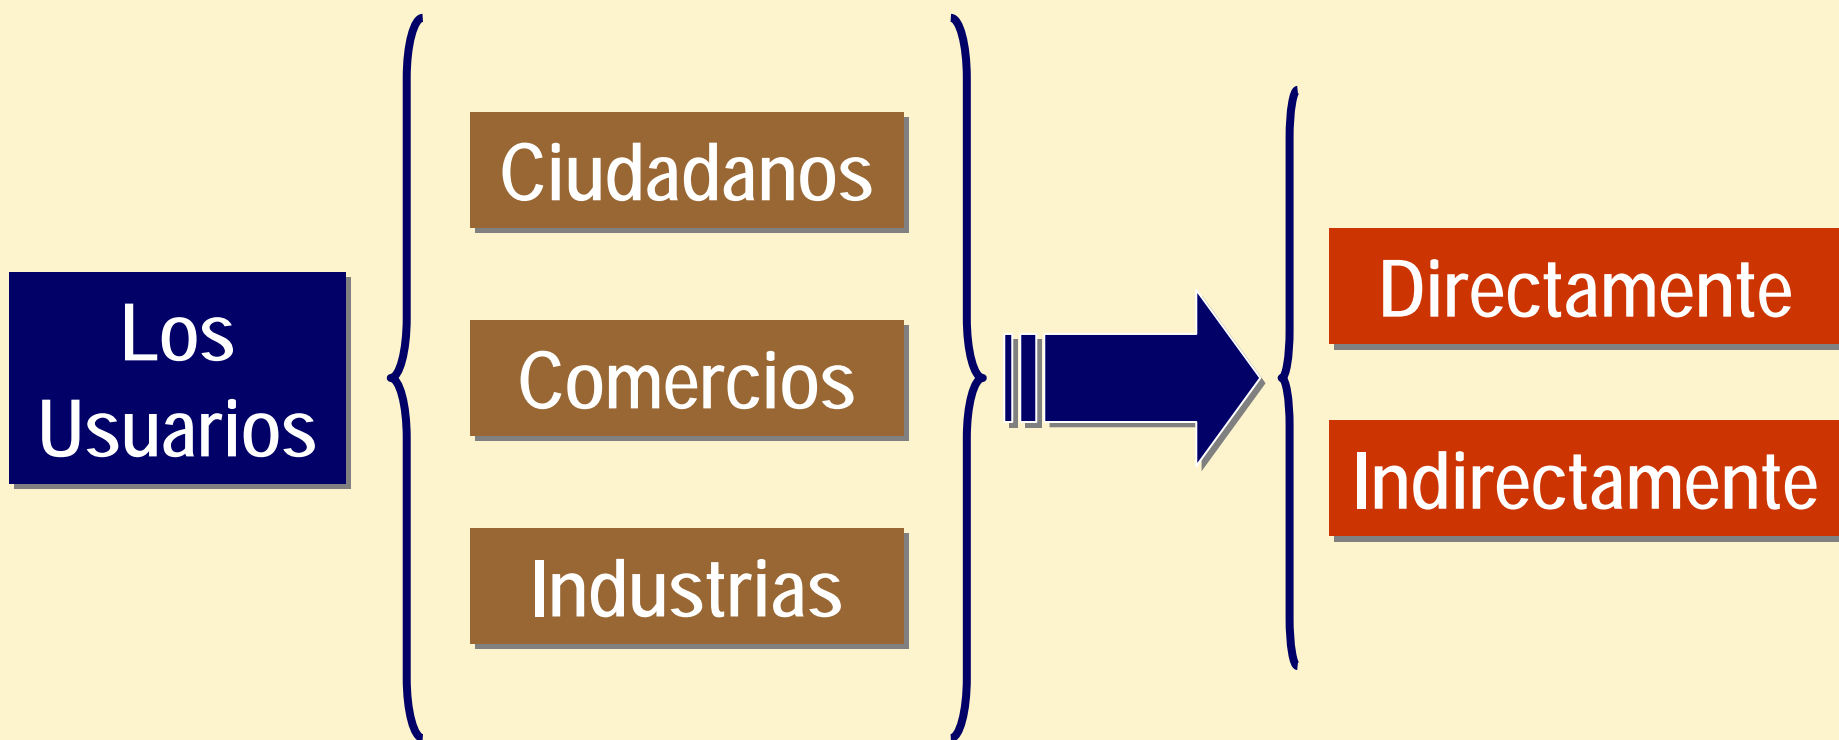 Los
Usuarios
Ciudadanos
Comercios
Industrias
Directamente
Indirectamente